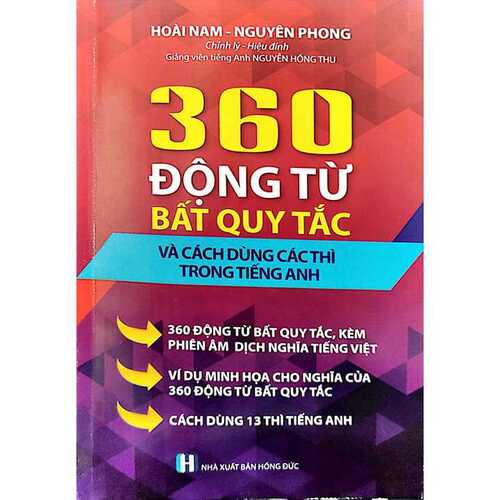 HOÀI NAM - NGUYÊN PHONG
Chỉnh lý - Hiệu đính
Giảng viên tiếng Anh NGUYỄN HỒNG THU
360
ĐỘNG TỪ
BẤT QUY TẮC
VÀ CÁCH DÙNG CÁC THÌ
TRONG TIẾNG ANH
360 ĐỘNG TỪ BẤT QUY TẮC, KÈM
PHIÊN ÂM DỊCH NGHĨA TIẾNG VIỆT
VÍ DỤ MINH HỌA CHO NGHĨA CỦA
360 ĐỘNG TỪ BẤT QUY TẮC
CÁCH DÙNG 13 THÌ TIẾNG ANH
H NHÀ XUẤT BẢN HỒNG ĐỨC